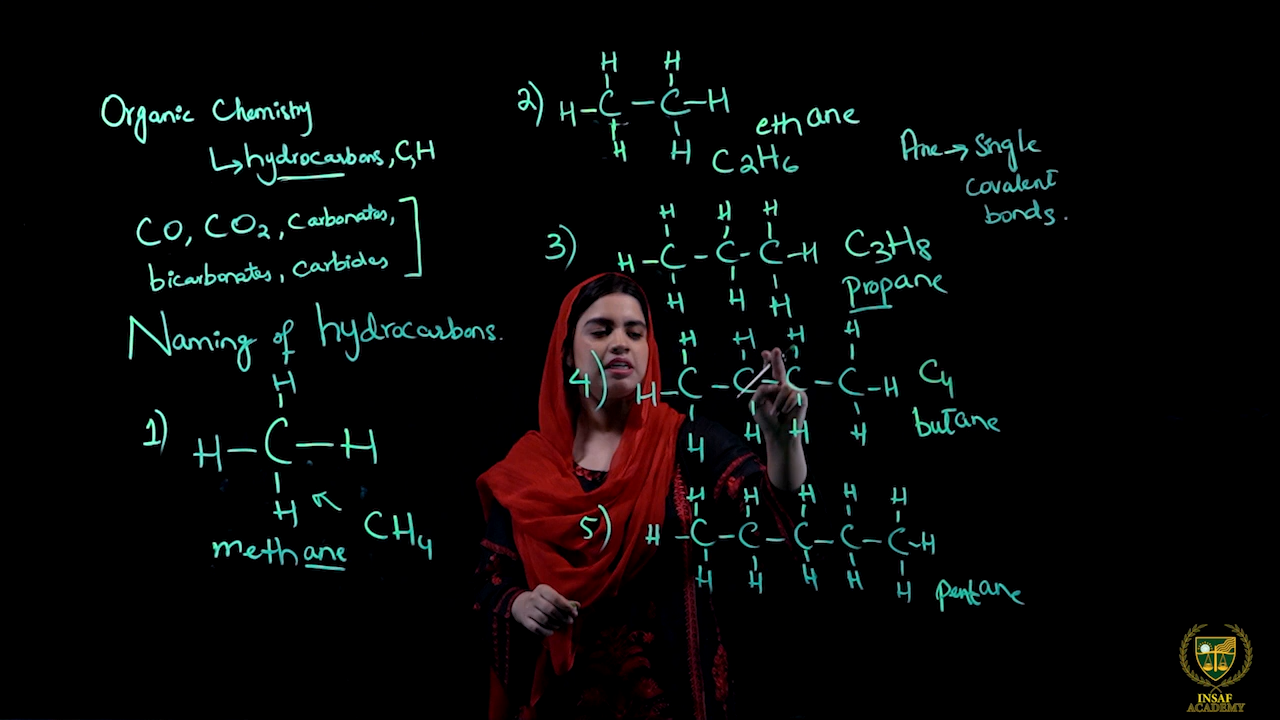 Organic Chemistry
↳ hydrocarbons, C,H
CO, CO₂, carbonates,
bicarbonates, carbides
Naming of hydrocarbons.
1)
H
H–C–H
H
CH₄
methane
2)
H H
H–C–C–H
H H
ethane
C₂H₆
Ane → Single
covalent
bonds.
3)
H H H
H–C–C–C–H
H H H
C₃H₈
propane
4)
H H H H
H–C–C–C–C–H
H H H H
C₄
butane
5)
H H H H H
H–C–C–C–C–C–H
H H H H H
pentane
INSAF
ACADEMY